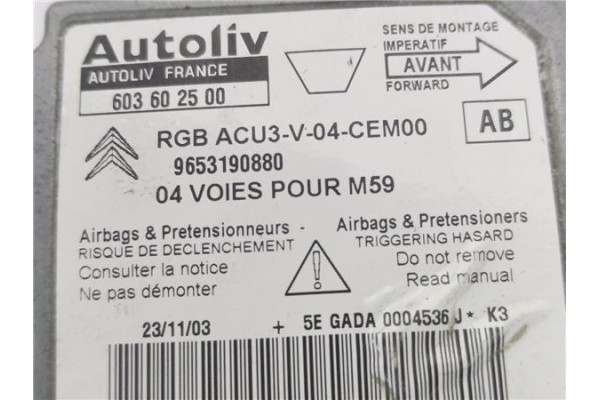 Autoliv
AUTOLIV FRANCE
603 60 25 00
SENS DE MONTAGE
IMPERATIF
AVANT
FORWARD
RGB ACU3-V-04-CEM00
AB
9653190880
04 VOIES POUR M59
Airbags & Pretensionneurs
RISQUE DE DECLENCHEMENT
Consulter la notice
Ne pas démonter
!
Airbags & Pretensioners
TRIGGERING HASARD
Do not remove
Read manual
23/11/03 + 5E GADA 0004536 J* K3